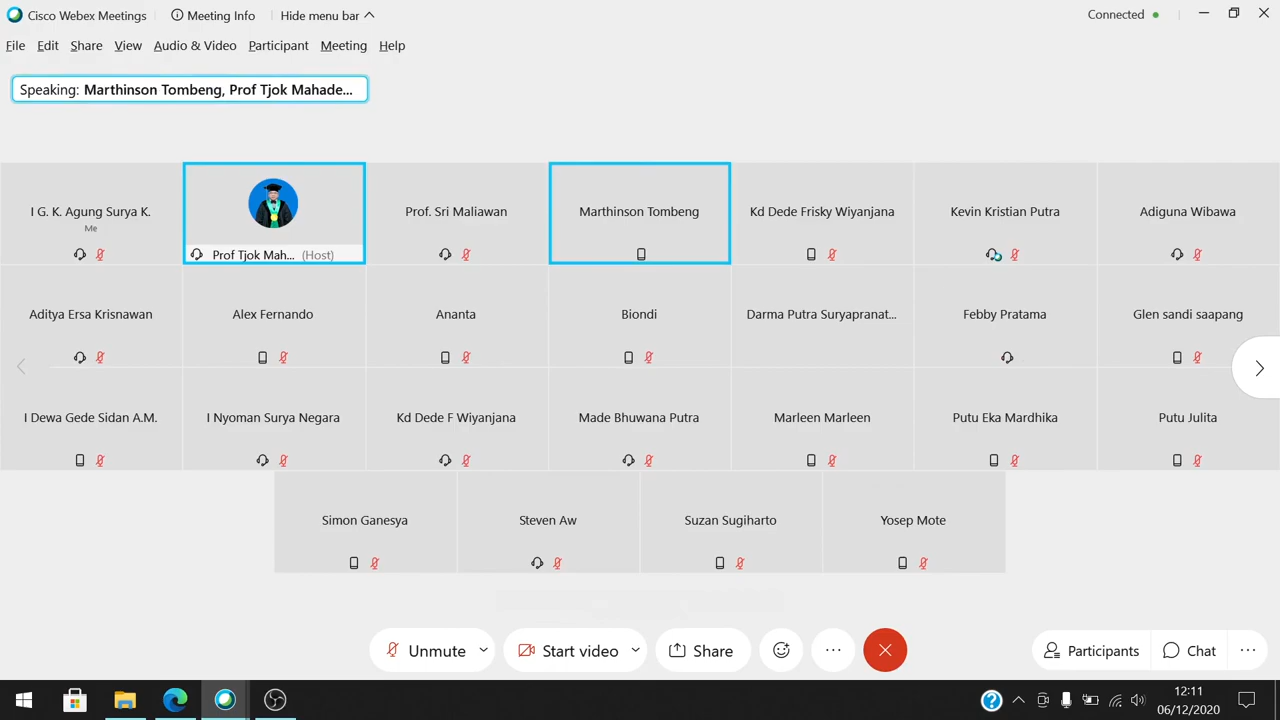 Cisco Webex Meetings Meeting Info Hide menu bar Connected
File Edit Share View Audio & Video Participant Meeting Help
Speaking: Marthinson Tombeng, Prof Tjok Mahade...
I G. K. Agung Surya K.
Me
Prof Tjok Mah... (Host)
Prof. Sri Maliawan
Marthinson Tombeng
Kd Dede Frisky Wiyanjana
Kevin Kristian Putra
Adiguna Wibawa
Aditya Ersa Krisnawan
Alex Fernando
Ananta
Biondi
Darma Putra Suryapranat...
Febby Pratama
Glen sandi saapang
I Dewa Gede Sidan A.M.
I Nyoman Surya Negara
Kd Dede F Wiyanjana
Made Bhuwana Putra
Marleen Marleen
Putu Eka Mardhika
Putu Julita
Simon Ganesya
Steven Aw
Suzan Sugiharto
Yosep Mote
Unmute Start video Share Participants Chat
12:11
06/12/2020